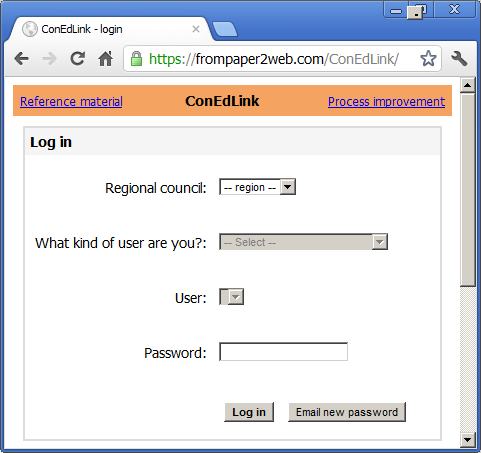 ConEdLink - login
https://frompaper2web.com/ConEdLink/
Reference material ConEdLink Process improvement
Log in
Regional council: -- region --
What kind of user are you?: -- Select --
User:
Password:
Log in Email new password